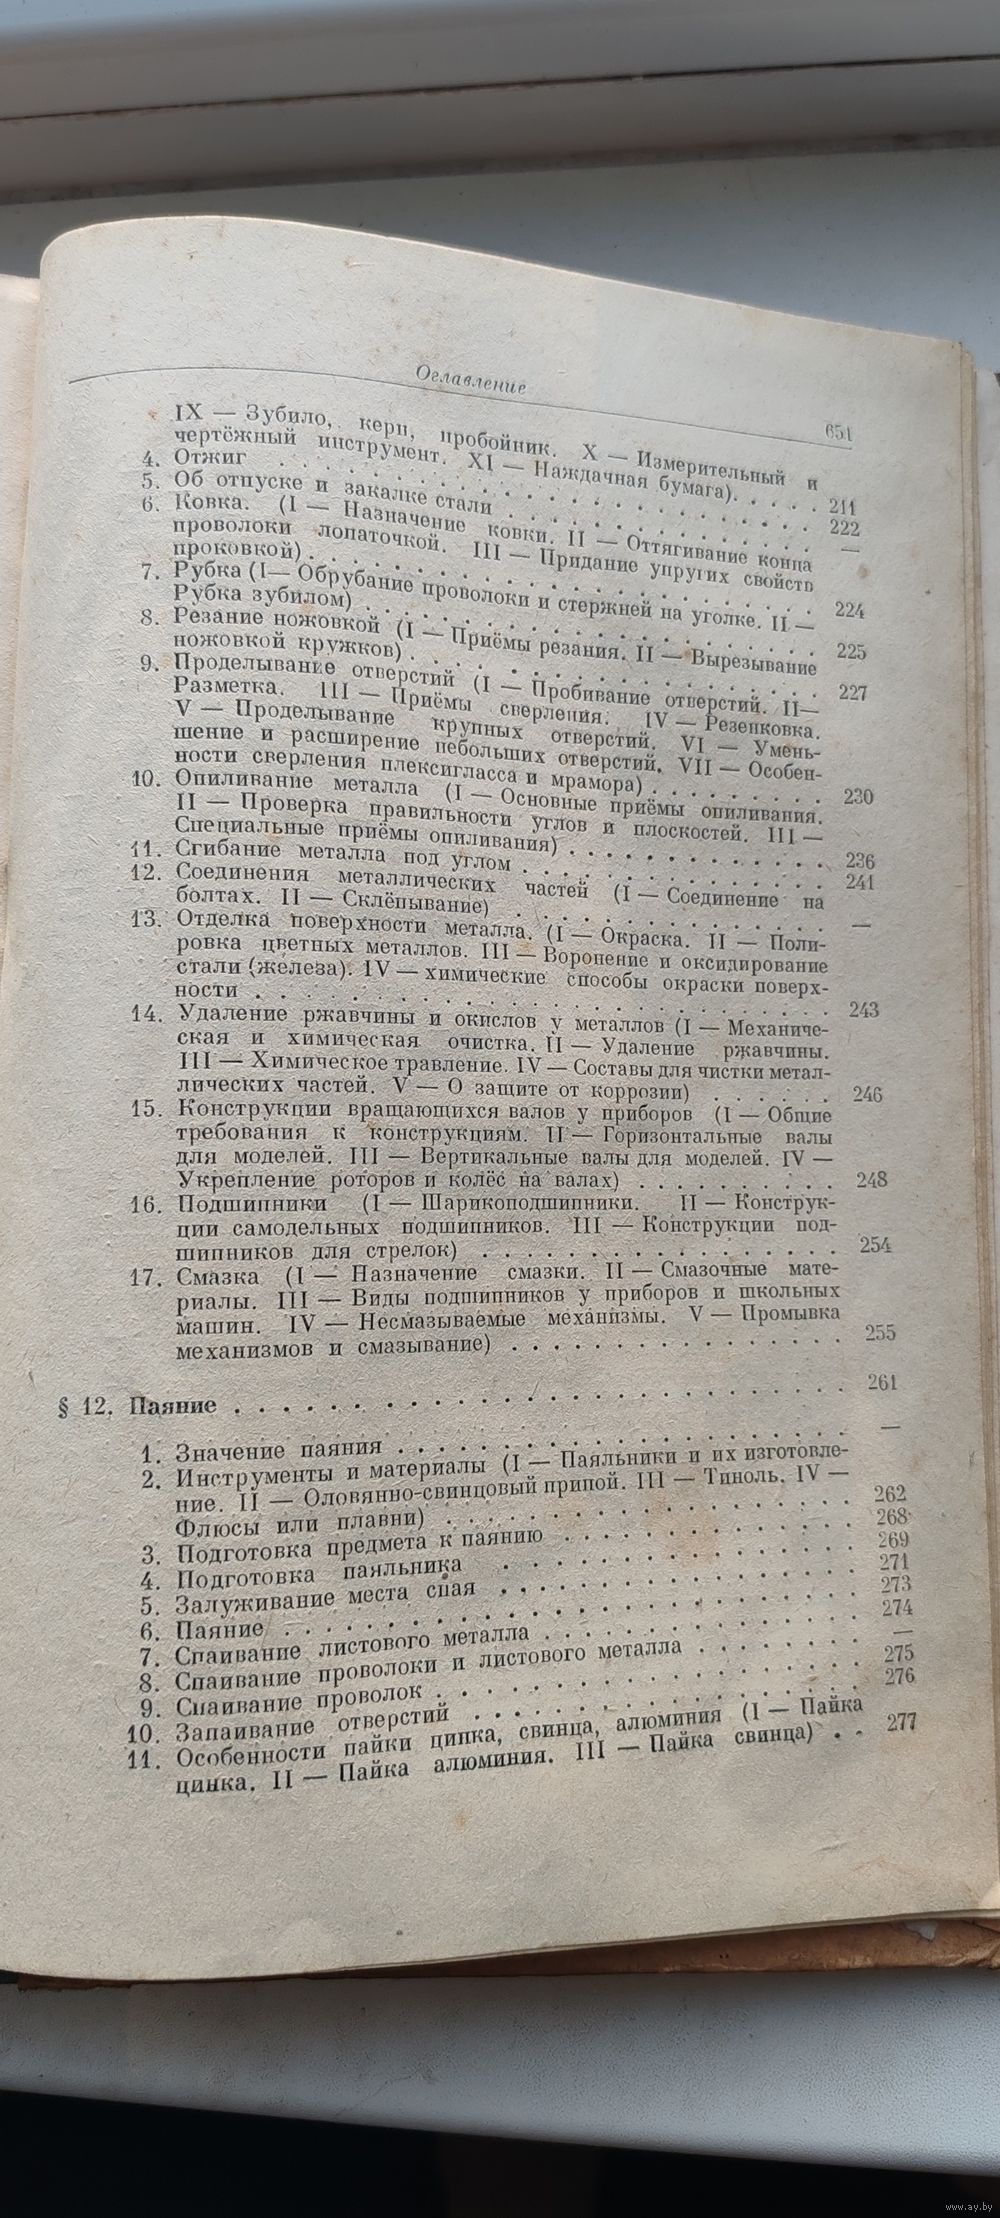 Оглавление 651
IX — Зубило, керн, пробойник. X — Измерительный и
чертёжный инструмент. XI — Наждачная бумага). . . . . 211
4. Отжиг . . . . . . . . . . . . . . . . . . 222
5. Об отпуске и закалке стали . . . . . . . . . . —
6. Ковка. (I — Назначение ковки. II — Оттягивание конца
проволоки лопаточкой. III — Придание упругих свойств
проковкой) . . . . . . . . . . . . . . . . 224
7. Рубка (I — Обрубание проволоки и стержней на уголке. II —
Рубка зубилом) . . . . . . . . . . . . . . 225
8. Резание ножовкой (I — Приёмы резания. II — Вырезывание
ножовкой кружков) . . . . . . . . . . . . . 227
9. Проделывание отверстий (I — Пробивание отверстий. II —
Разметка. III — Приёмы сверления. IV — Резенковка.
V — Проделывание крупных отверстий. VI — Умень-
шение и расширение небольших отверстий. VII — Особен-
ности сверления плексигласса и мрамора) . . . . . . . . . 230
10. Опиливание металла (I — Основные приёмы опиливания.
II — Проверка правильности углов и плоскостей. III —
Специальные приёмы опиливания) . . . . . . . . . . . 236
11. Сгибание металла под углом . . . . . . . . . . . . 241
12. Соединения металлических частей (I — Соединение на
болтах. II — Склёпывание) . . . . . . . . . . . . —
13. Отделка поверхности металла. (I — Окраска. II — Поли-
ровка цветных металлов. III — Воронение и оксидирование
стали (железа). IV — химические способы окраски поверх-
ности . . . . . . . . . . . . . . . . . . 243
14. Удаление ржавчины и окислов у металлов (I — Механиче-
ская и химическая очистка. II — Удаление ржавчины.
III — Химическое травление. IV — Составы для чистки метал-
лических частей. V — О защите от коррозии) . . . . . . 246
15. Конструкции вращающихся валов у приборов (I — Общие
требования к конструкциям. II — Горизонтальные валы
для моделей. III — Вертикальные валы для моделей. IV —
Укрепление роторов и колёс на валах) . . . . . . . . . . 248
16. Подшипники (I — Шарикоподшипники. II — Конструк-
ции самодельных подшипников. III — Конструкции под-
шипников для стрелок) . . . . . . . . . . . . . . . 254
17. Смазка (I — Назначение смазки. II — Смазочные мате-
риалы. III — Виды подшипников у приборов и школьных
машин. IV — Несмазываемые механизмы. V — Промывка
механизмов и смазывание) . . . . . . . . . . . . . . 255
§ 12. Паяние . . . . . . . . . . . . . . . . . . . . 261
1. Значение паяния . . . . . . . . . . . . . . . . —
2. Инструменты и материалы (I — Паяльники и их изготовле-
ние. II — Оловянно-свинцовый припой. III — Тиноль. IV —
Флюсы или плавни) . . . . . . . . . . . . . . . . 262
3. Подготовка предмета к паянию . . . . . . . . . . . . 268
4. Подготовка паяльника . . . . . . . . . . . . . . 269
5. Залуживание места спая . . . . . . . . . . . . . . 271
6. Паяние . . . . . . . . . . . . . . . . . . . 273
7. Спаивание листового металла . . . . . . . . . . . . 274
8. Спаивание проволоки и листового металла . . . . . . . —
9. Спаивание проволок . . . . . . . . . . . . . . . 275
10. Запаивание отверстий . . . . . . . . . . . . . . 276
11. Особенности пайки цинка, свинца, алюминия (I — Пайка
цинка. II — Пайка алюминия. III — Пайка свинца) . . 277
www.ay.by